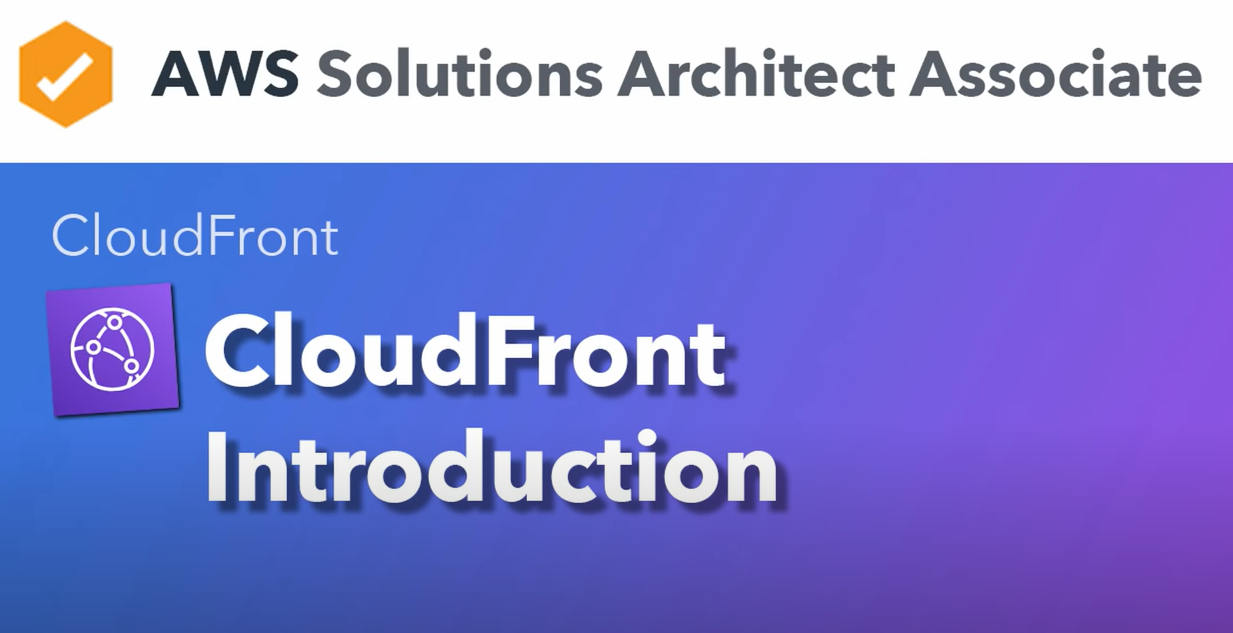 AWS Solutions Architect Associate
CloudFront
CloudFront
Introduction